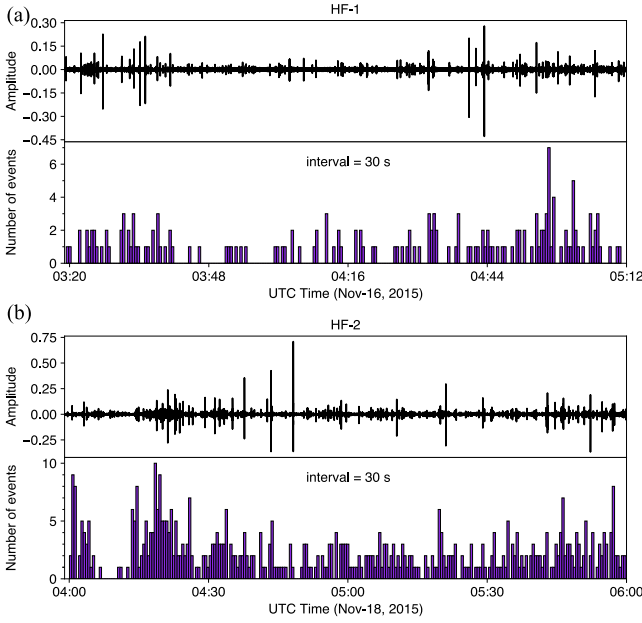 (a)
HF-1
0.30
0.15
0.00
−0.15
−0.30
−0.45
Amplitude
interval = 30 s
6
4
2
0
Number of events
03:20 03:48 04:16 04:44 05:12
UTC Time (Nov-16, 2015)
(b)
HF-2
0.75
0.50
0.25
0.00
−0.25
Amplitude
interval = 30 s
10
5
0
Number of events
04:00 04:30 05:00 05:30 06:00
UTC Time (Nov-18, 2015)